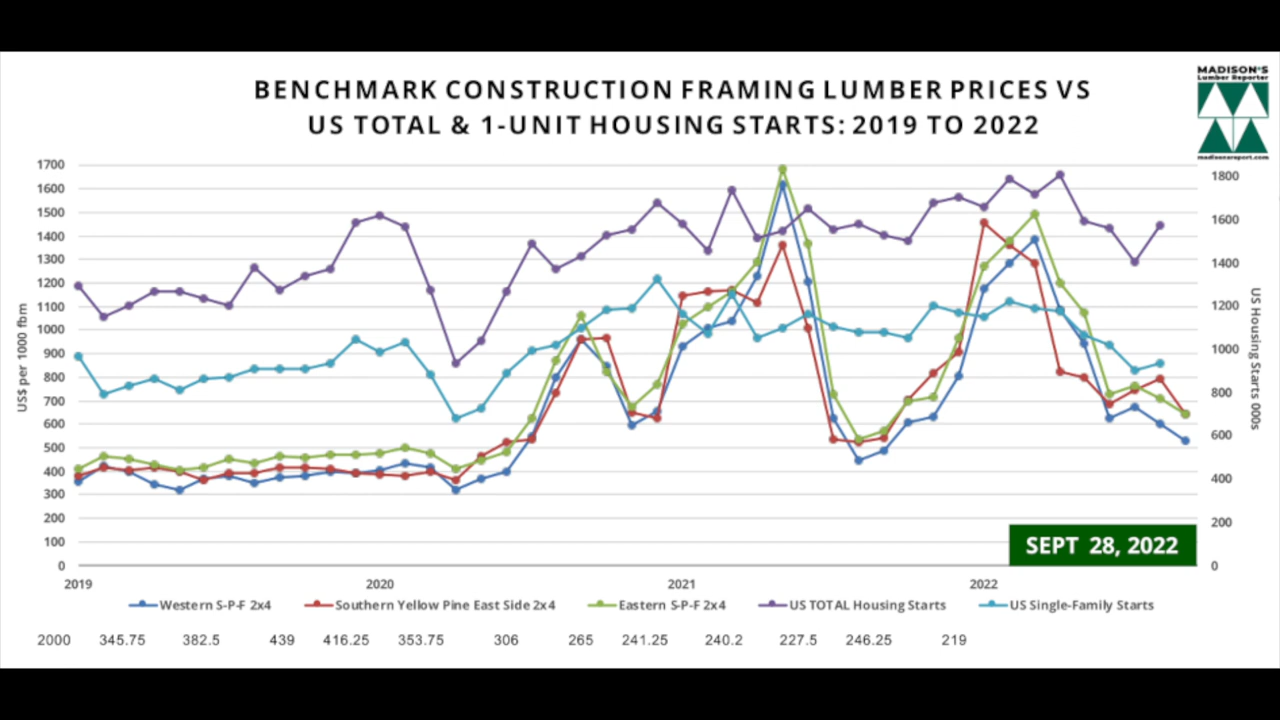 BENCHMARK CONSTRUCTION FRAMING LUMBER PRICES VS
US TOTAL & 1-UNIT HOUSING STARTS: 2019 TO 2022
MADISON'S
Lumber Reporter
madisonsreport.com
US$ per 1000 fbm
1700
1600
1500
1400
1300
1200
1100
1000
900
800
700
600
500
400
300
200
100
0
1800
1600
1400
1200
1000
800
600
400
200
0
US Housing Starts 000s
SEPT 28, 2022
2019 2020 2021 2022
Western S-P-F 2x4 Southern Yellow Pine East Side 2x4 Eastern S-P-F 2x4 US TOTAL Housing Starts US Single-Family Starts
2000 345.75 382.5 439 416.25 353.75 306 265 241.25 240.2 227.5 246.25 219